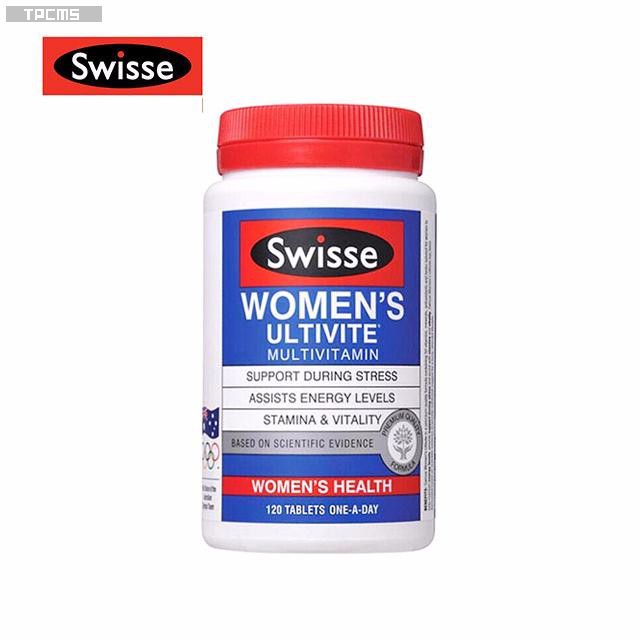 TPCMS
Swisse
Swisse
WOMEN'S
ULTIVITE®
MULTIVITAMIN
SUPPORT DURING STRESS
ASSISTS ENERGY LEVELS
STAMINA & VITALITY
BASED ON SCIENTIFIC EVIDENCE
PREMIUM QUALITY
FORMULA
WOMEN'S HEALTH
120 TABLETS ONE-A-DAY